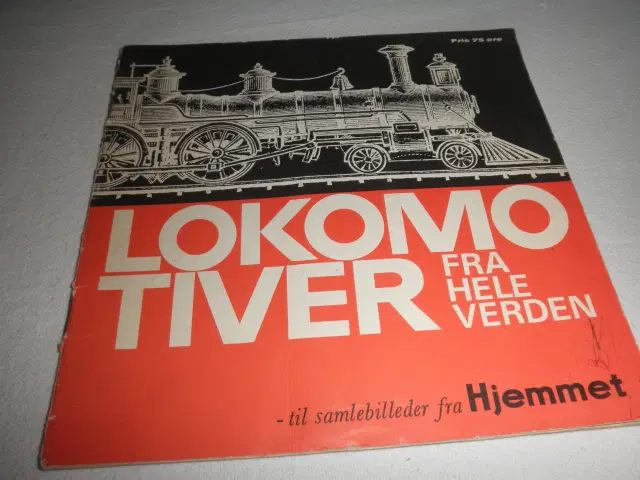 Pris 75 øre
LOKOMO
TIVER
FRA
HELE
VERDEN
- til samlebilleder fra Hjemmet